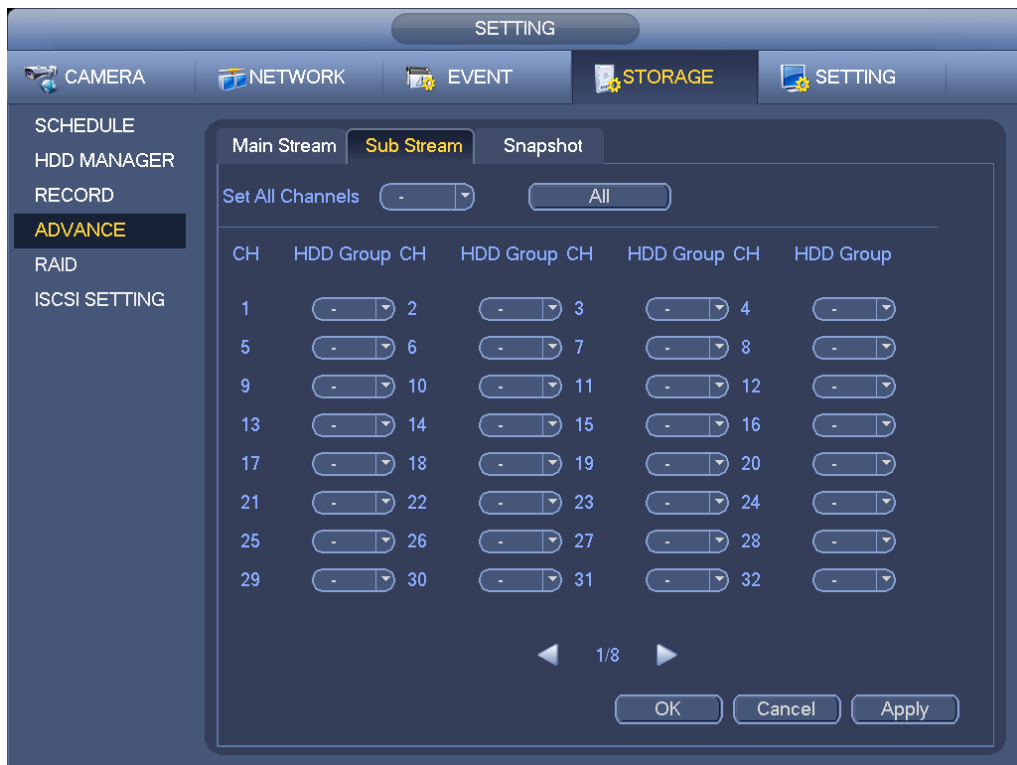 SETTING
CAMERA NETWORK EVENT STORAGE SETTING
SCHEDULE
HDD MANAGER
RECORD
ADVANCE
RAID
ISCSI SETTING
Main Stream Sub Stream Snapshot
Set All Channels - All
CH HDD Group CH HDD Group CH HDD Group CH HDD Group
1 - 2 - 3 - 4 -
5 - 6 - 7 - 8 -
9 - 10 - 11 - 12 -
13 - 14 - 15 - 16 -
17 - 18 - 19 - 20 -
21 - 22 - 23 - 24 -
25 - 26 - 27 - 28 -
29 - 30 - 31 - 32 -
1/8
OK Cancel Apply